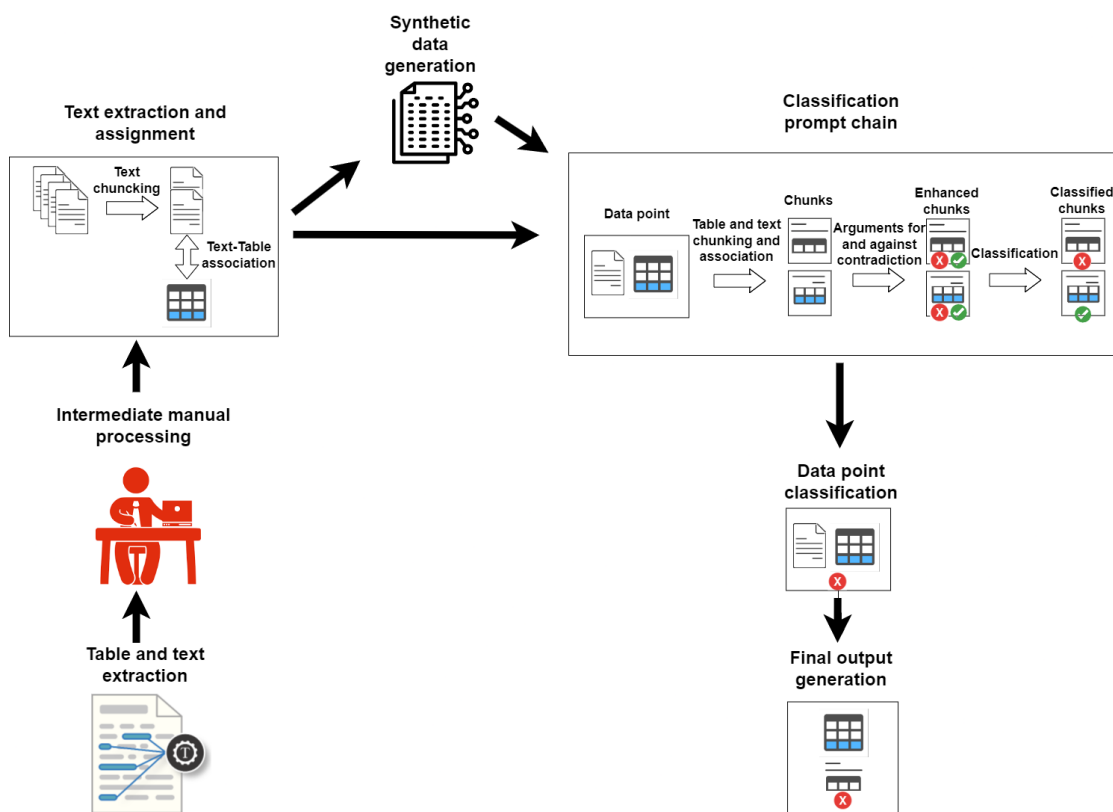 Synthetic
data
generation
Text extraction and
assignment
Text
chuncking
Text-Table
association
Classification
prompt chain
Data point
Table and text
chunking and
association
Chunks
Arguments for
and against
contradiction
Enhanced
chunks
X
X
Classification
Classified
chunks
X
Intermediate manual
processing
Table and text
extraction
T
Data point
classification
X
Final output
generation
X